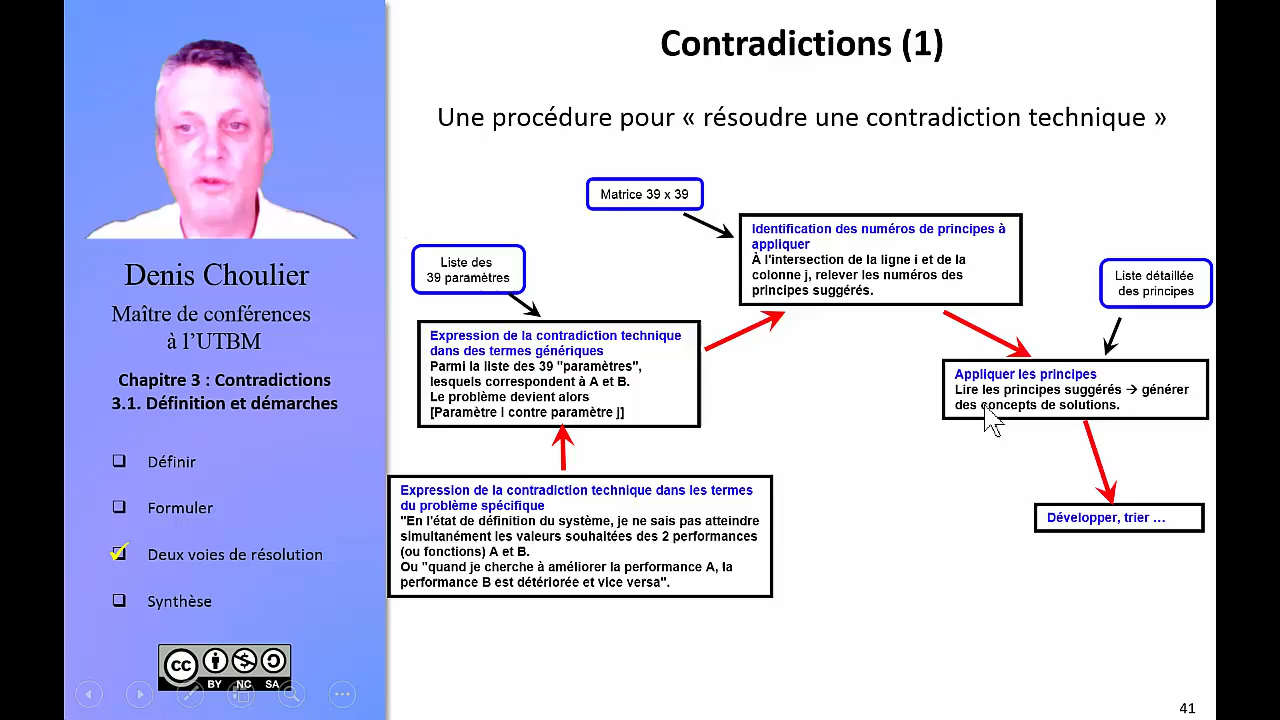 Contradictions (1)
Une procédure pour « résoudre une contradiction technique »
Denis Choulier
Maître de conférences
à l'UTBM
Chapitre 3 : Contradictions
3.1. Définition et démarches
Définir
Formuler
Deux voies de résolution
Synthèse
CC
BY NC SA
Matrice 39 x 39
Identification des numéros de principes à
appliquer
À l'intersection de la ligne i et de la
colonne j, relever les numéros des
principes suggérés.
Liste des
39 paramètres
Liste détaillée
des principes
Expression de la contradiction technique
dans des termes génériques
Parmi la liste des 39 "paramètres",
lesquels correspondent à A et B.
Le problème devient alors
[Paramètre i contre paramètre j]
Appliquer les principes
Lire les principes suggérés → générer
des concepts de solutions.
Expression de la contradiction technique dans les termes
du problème spécifique
"En l'état de définition du système, je ne sais pas atteindre
simultanément les valeurs souhaitées des 2 performances
(ou fonctions) A et B.
Ou "quand je cherche à améliorer la performance A, la
performance B est détériorée et vice versa".
Développer, trier ...
41